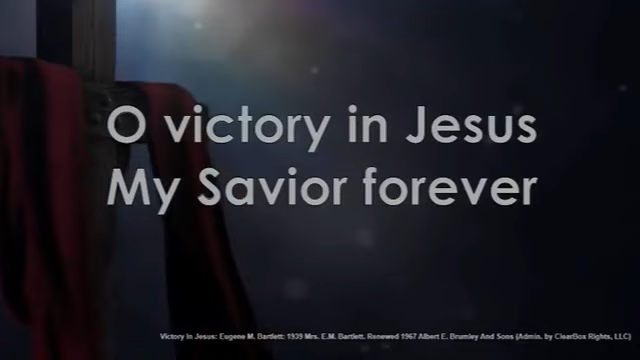 O victory in Jesus
My Savior forever
Victory In Jesus: Eugene M. Bartlett: 1939 Mrs. E.M. Bartlett. Renewed 1967 Albert E. Brumley And Sons (Admin. by ClearBox Rights, LLC)